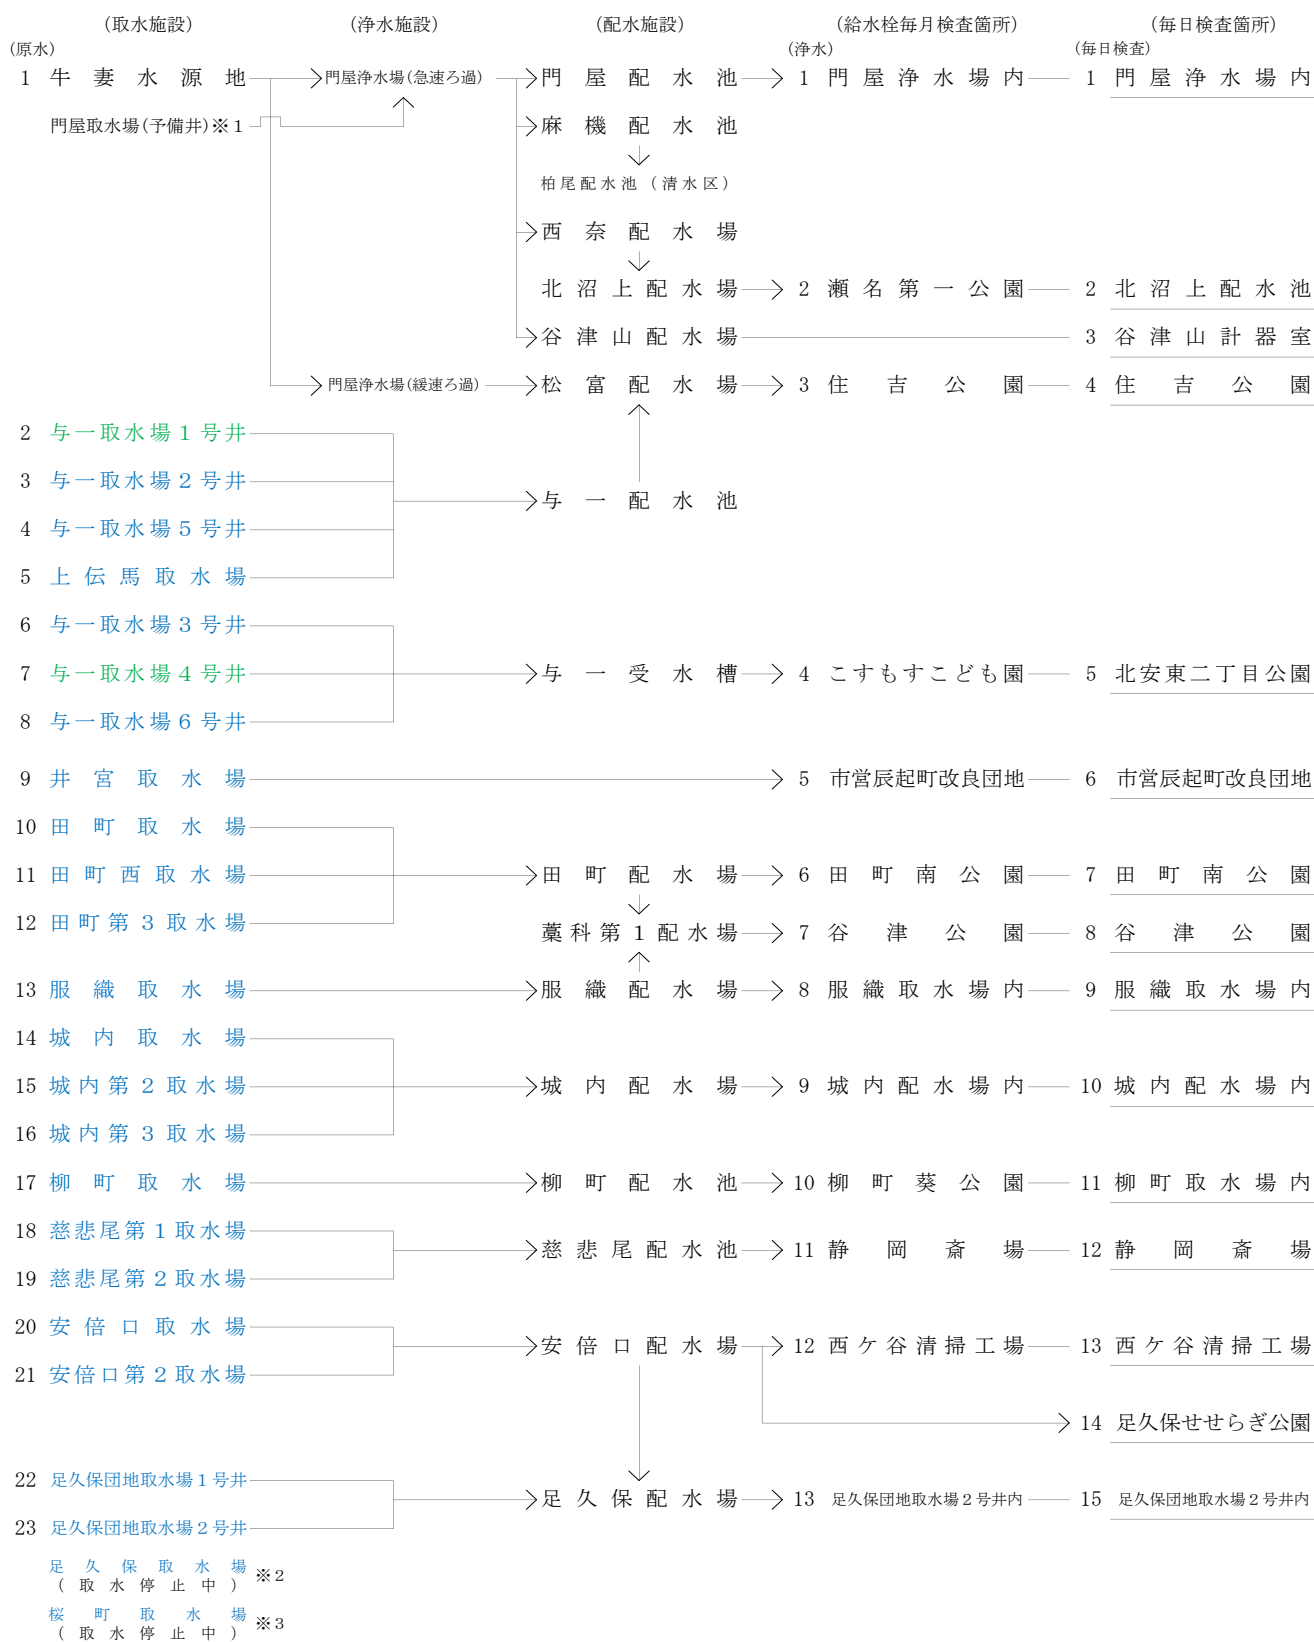 (取水施設) (浄水施設) (配水施設) (給水栓毎月検査箇所) (毎日検査箇所)
(原水) (浄水) (毎日検査)
1 牛妻水源地 門屋浄水場(急速ろ過) 門屋配水池 1 門屋浄水場内 1 門屋浄水場内
門屋取水場(予備井)※1 麻機配水池
柏尾配水池（清水区）
西奈配水場
北沼上配水場 2 瀬名第一公園 2 北沼上配水池
谷津山配水場 3 谷津山計器室
門屋浄水場(緩速ろ過) 松富配水場 3 住吉公園 4 住吉公園
2 与一取水場1号井
3 与一取水場2号井
与一配水池
4 与一取水場5号井
5 上伝馬取水場
6 与一取水場3号井
7 与一取水場4号井 与一受水槽 4 こすもすこども園 5 北安東二丁目公園
8 与一取水場6号井
9 井宮取水場 5 市営辰起町改良団地 6 市営辰起町改良団地
10 田町取水場
11 田町西取水場 田町配水場 6 田町南公園 7 田町南公園
12 田町第3取水場 藁科第1配水場 7 谷津公園 8 谷津公園
13 服織取水場 服織配水場 8 服織取水場内 9 服織取水場内
14 城内取水場
15 城内第2取水場 城内配水場 9 城内配水場内 10 城内配水場内
16 城内第3取水場
17 柳町取水場 柳町配水池 10 柳町葵公園 11 柳町取水場内
18 慈悲尾第1取水場
慈悲尾配水池 11 静岡斎場 12 静岡斎場
19 慈悲尾第2取水場
20 安倍口取水場
安倍口配水場 12 西ケ谷清掃工場 13 西ケ谷清掃工場
21 安倍口第2取水場
14 足久保せせらぎ公園
22 足久保団地取水場1号井
足久保配水場 13 足久保団地取水場2号井内 15 足久保団地取水場2号井内
23 足久保団地取水場2号井
足久保取水場 ※2
(取水停止中)
桜町取水場 ※3
(取水停止中)